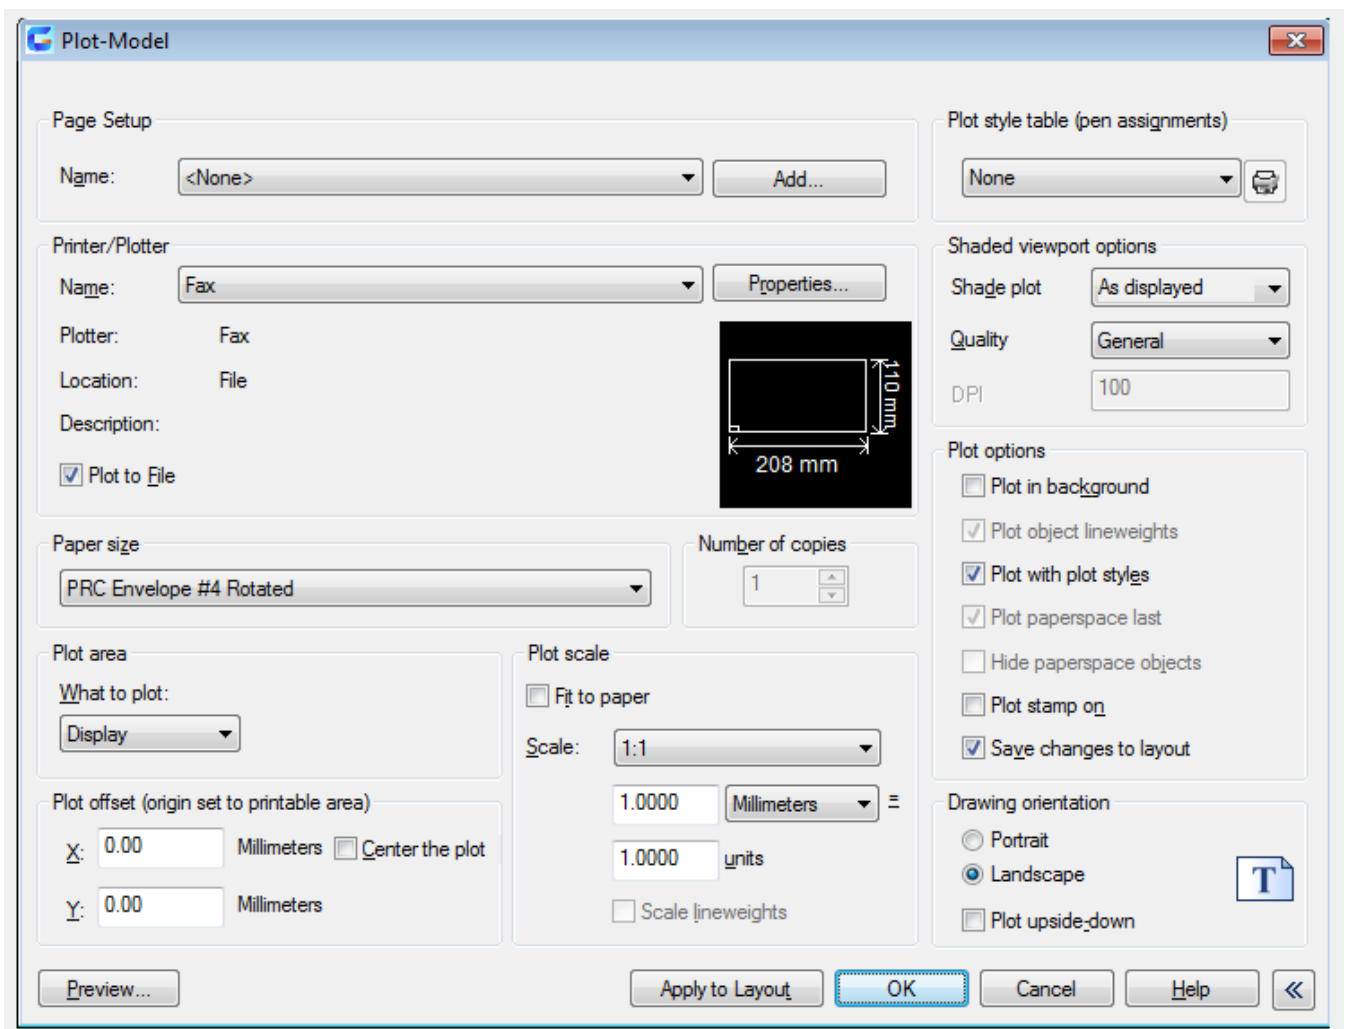 Plot-Model
Page Setup
Name: <None> Add...
Plot style table (pen assignments)
None
Printer/Plotter
Name: Fax Properties...
Plotter: Fax
Location: File
Description:
Plot to File
110 mm
208 mm
Shaded viewport options
Shade plot As displayed
Quality General
DPI 100
Paper size
PRC Envelope #4 Rotated
Number of copies
1
Plot options
Plot in background
Plot object lineweights
Plot with plot styles
Plot paperspace last
Hide paperspace objects
Plot stamp on
Save changes to layout
Plot area
What to plot:
Display
Plot scale
Fit to paper
Scale: 1:1
1.0000 Millimeters =
1.0000 units
Scale lineweights
Plot offset (origin set to printable area)
X: 0.00 Millimeters Center the plot
Y: 0.00 Millimeters
Drawing orientation
Portrait
Landscape
T
Plot upside-down
Preview... Apply to Layout OK Cancel Help «